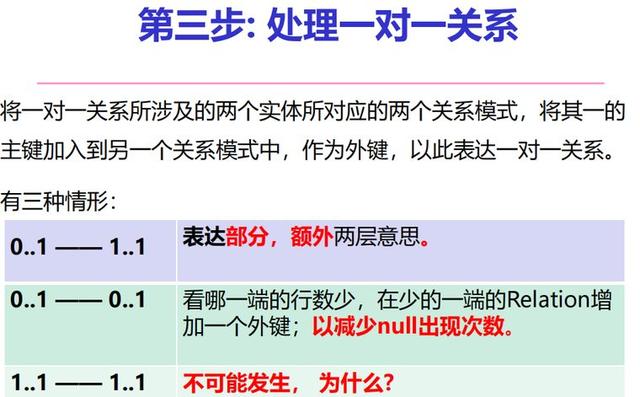 第三步: 处理一对一关系
将一对一关系所涉及的两个实体所对应的两个关系模式，将其一的
主键加入到另一个关系模式中，作为外键，以此表达一对一关系。
有三种情形：
0..1 —— 1..1
表达部分，额外两层意思。
0..1 —— 0..1
看哪一端的行数少，在少的一端的Relation增
加一个外键；以减少null出现次数。
1..1 —— 1..1
不可能发生， 为什么?